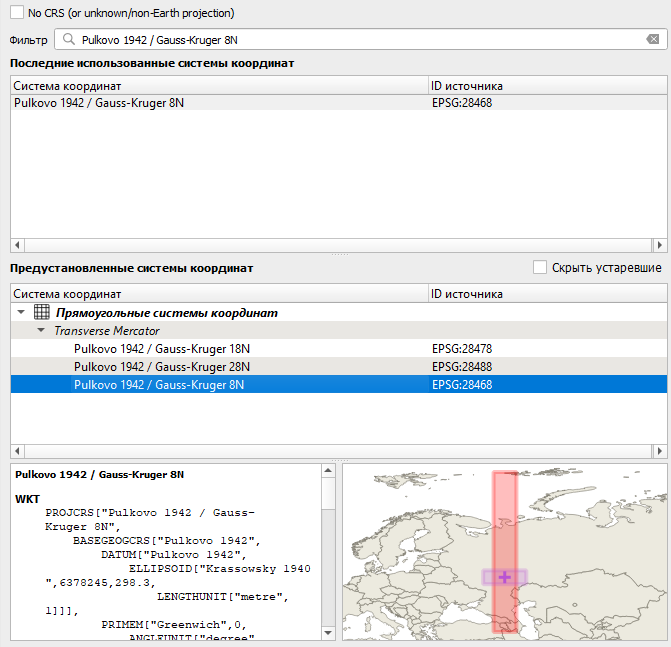 No CRS (or unknown/non-Earth projection)
Фильтр Pulkovo 1942 / Gauss-Kruger 8N
Последние использованные системы координат
Система координат ID источника
Pulkovo 1942 / Gauss-Kruger 8N EPSG:28468
Предустановленные системы координат Скрыть устаревшие
Система координат ID источника
Прямоугольные системы координат
Transverse Mercator
Pulkovo 1942 / Gauss-Kruger 18N EPSG:28478
Pulkovo 1942 / Gauss-Kruger 28N EPSG:28488
Pulkovo 1942 / Gauss-Kruger 8N EPSG:28468
Pulkovo 1942 / Gauss-Kruger 8N
WKT
PROJCRS["Pulkovo 1942 / Gauss-
Kruger 8N",
BASEGEOGCRS["Pulkovo 1942",
DATUM["Pulkovo 1942",
ELLIPSOID["Krassowsky 1940
",6378245,298.3,
LENGTHUNIT["metre",
1]]],
PRIMEM["Greenwich",0,
ANGLEUNIT["degree",